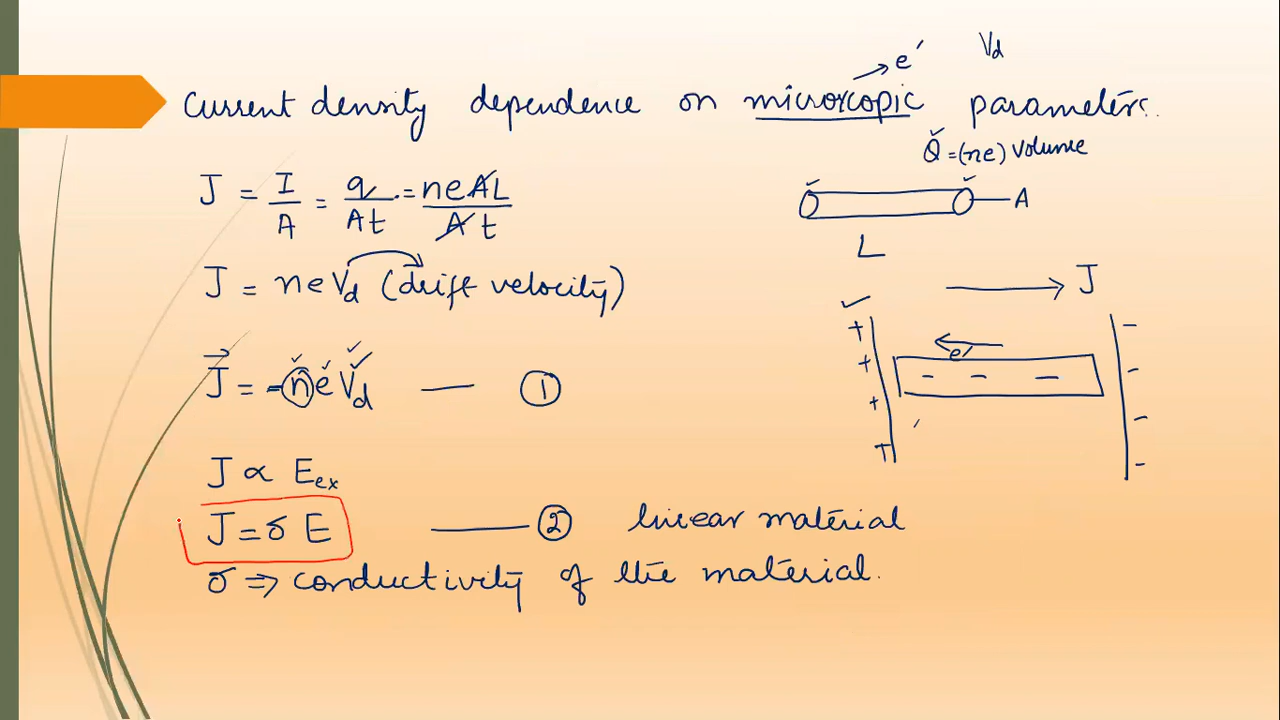 e⁻ Vd
Current density dependence on microscopic parameters.
Q = (ne) Volume
J = I/A = q/At = neAL/At
A
L
J = neVd (drift velocity)
J
J⃗ = -neVd — ①
+ + + +
e⁻
- - -
- - - -
J ∝ Eex
J = σ E — ② linear material
σ ⇒ conductivity of the material.